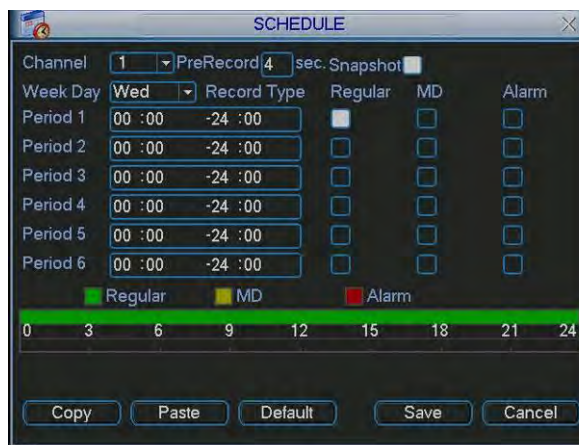 SCHEDULE
Channel 1 PreRecord 4 sec. Snapshot
Week Day Wed Record Type Regular MD Alarm
Period 1 00 :00 -24 :00
Period 2 00 :00 -24 :00
Period 3 00 :00 -24 :00
Period 4 00 :00 -24 :00
Period 5 00 :00 -24 :00
Period 6 00 :00 -24 :00
Regular MD Alarm
0 3 6 9 12 15 18 21 24
Copy Paste Default Save Cancel